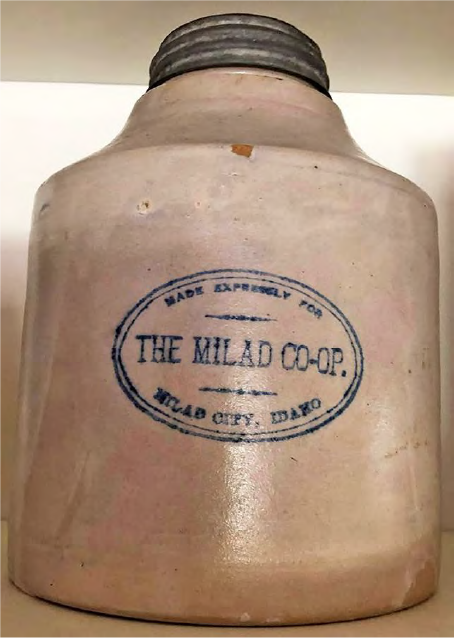 MADE EXPRESSLY FOR
THE MILAD CO-OP.
MILAD CITY, IDAHO